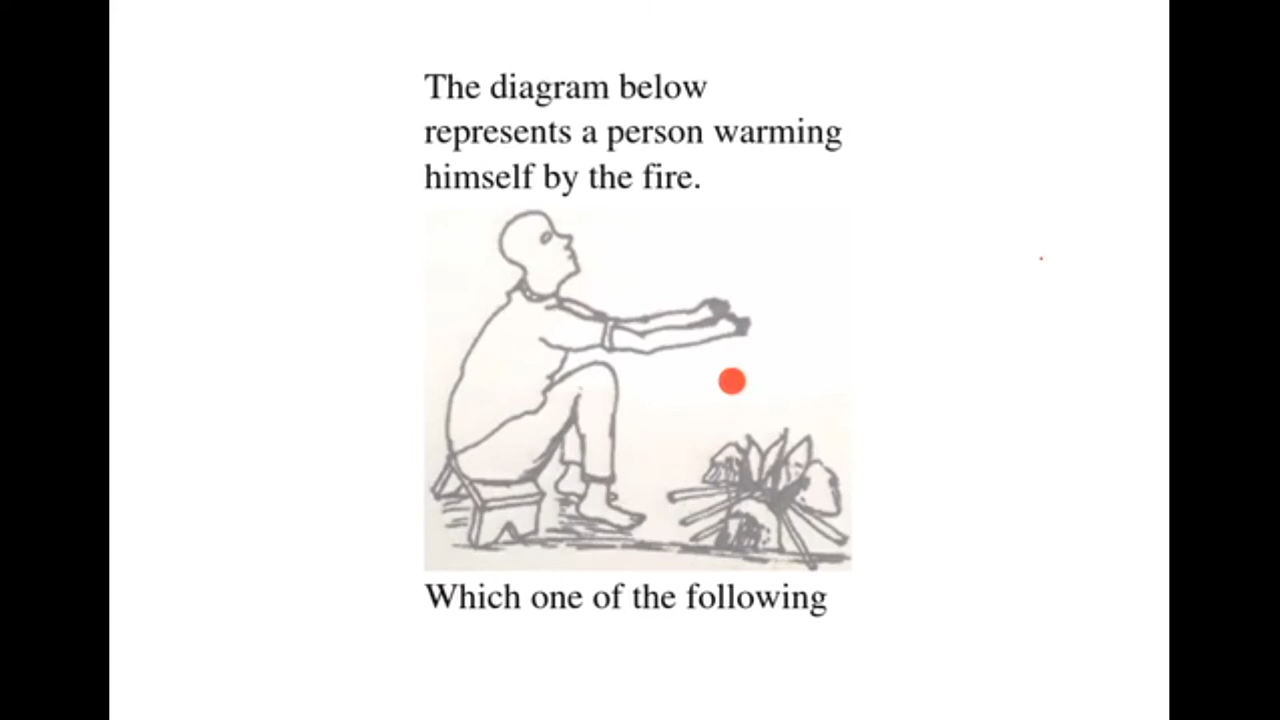 The diagram below
represents a person warming
himself by the fire.
Which one of the following